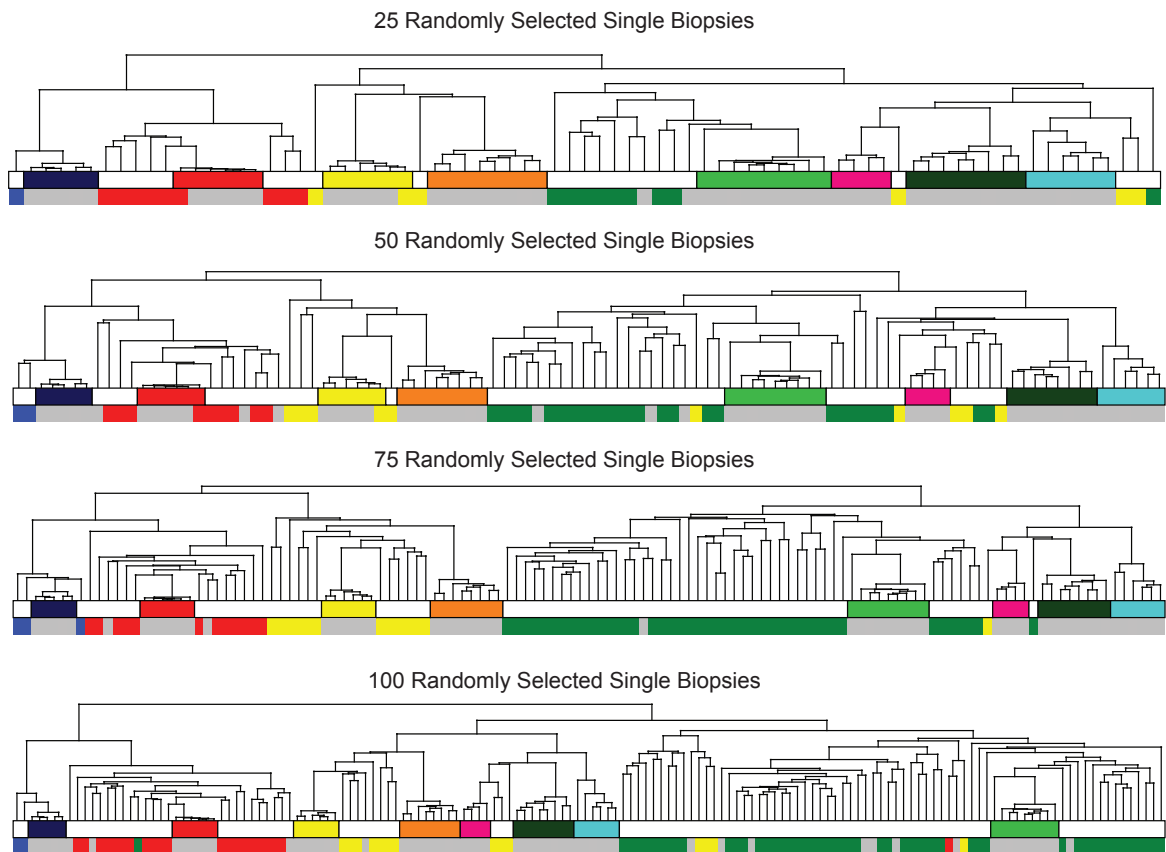 25 Randomly Selected Single Biopsies
50 Randomly Selected Single Biopsies
75 Randomly Selected Single Biopsies
100 Randomly Selected Single Biopsies